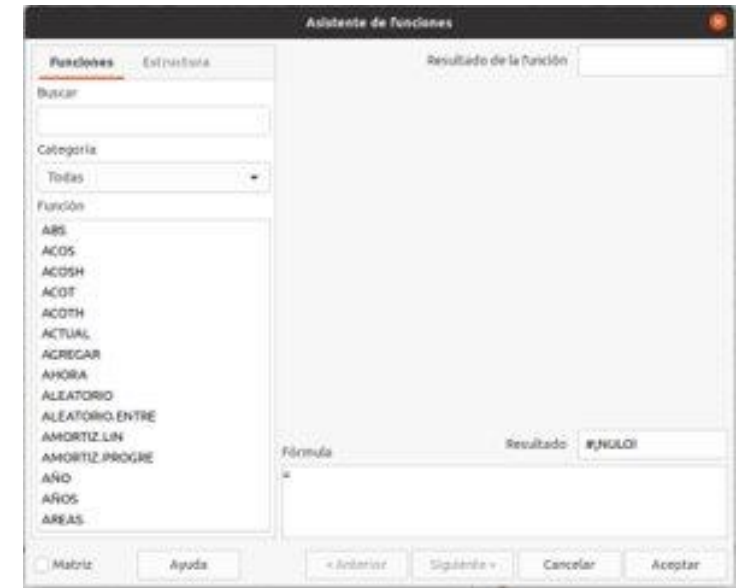 Asistente de funciones
Funciones Estructura
Resultado de la función
Buscar
Categoría
Todas
Función
ABS
ACOS
ACOSH
ACOT
ACOTH
ACTUAL
AGREGAR
AHORA
ALEATORIO
ALEATORIO.ENTRE
AMORTIZ.LIN
AMORTIZ.PROGRE
AÑO
AÑOS
AREAS
Resultado #¡NULO!
Fórmula
=
Matriz Ayuda < Anterior Siguiente > Cancelar Aceptar